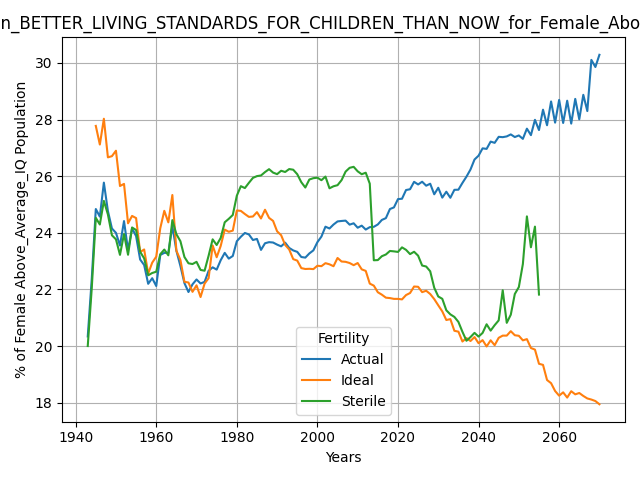 n_BETTER_LIVING_STANDARDS_FOR_CHILDREN_THAN_NOW_for_Female_Abo
% of Female Above_Average_IQ Population
30
28
26
24
22
20
18
Fertility
Actual
Ideal
Sterile
1940 1960 1980 2000 2020 2040 2060
Years